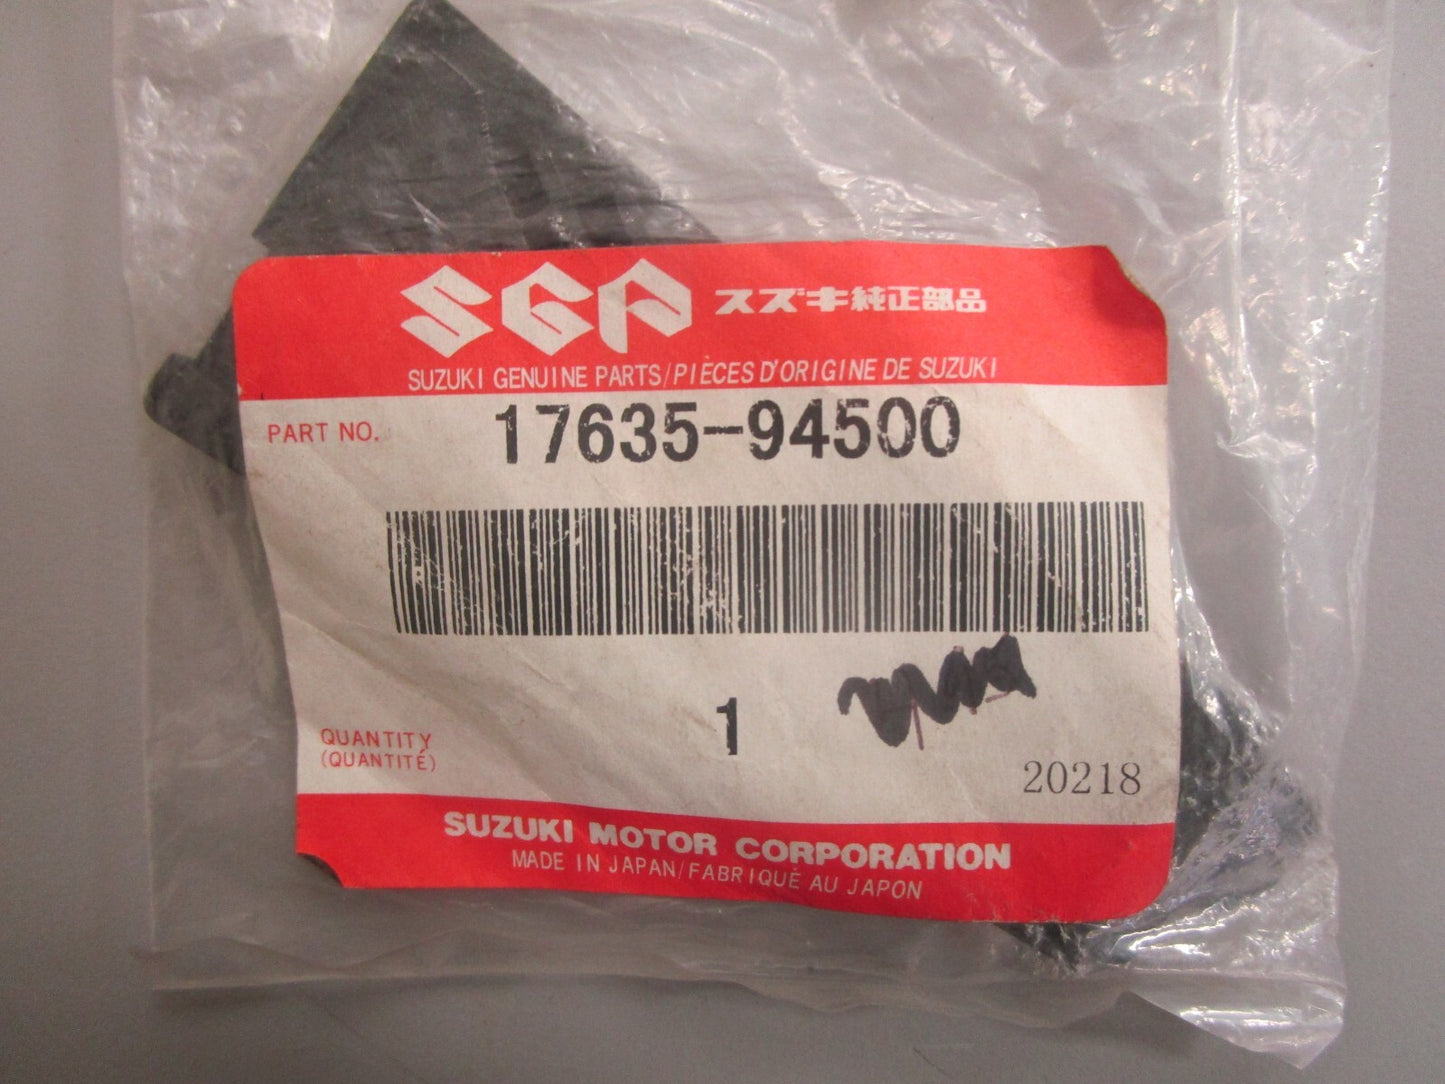 SGP スズキ純正部品
SUZUKI GENUINE PARTS/PIÈCES D'ORIGINE DE SUZUKI
PART NO. 17635-94500
1
QUANTITY
(QUANTITÉ)
20218
SUZUKI MOTOR CORPORATION
MADE IN JAPAN/FABRIQUÉ AU JAPON